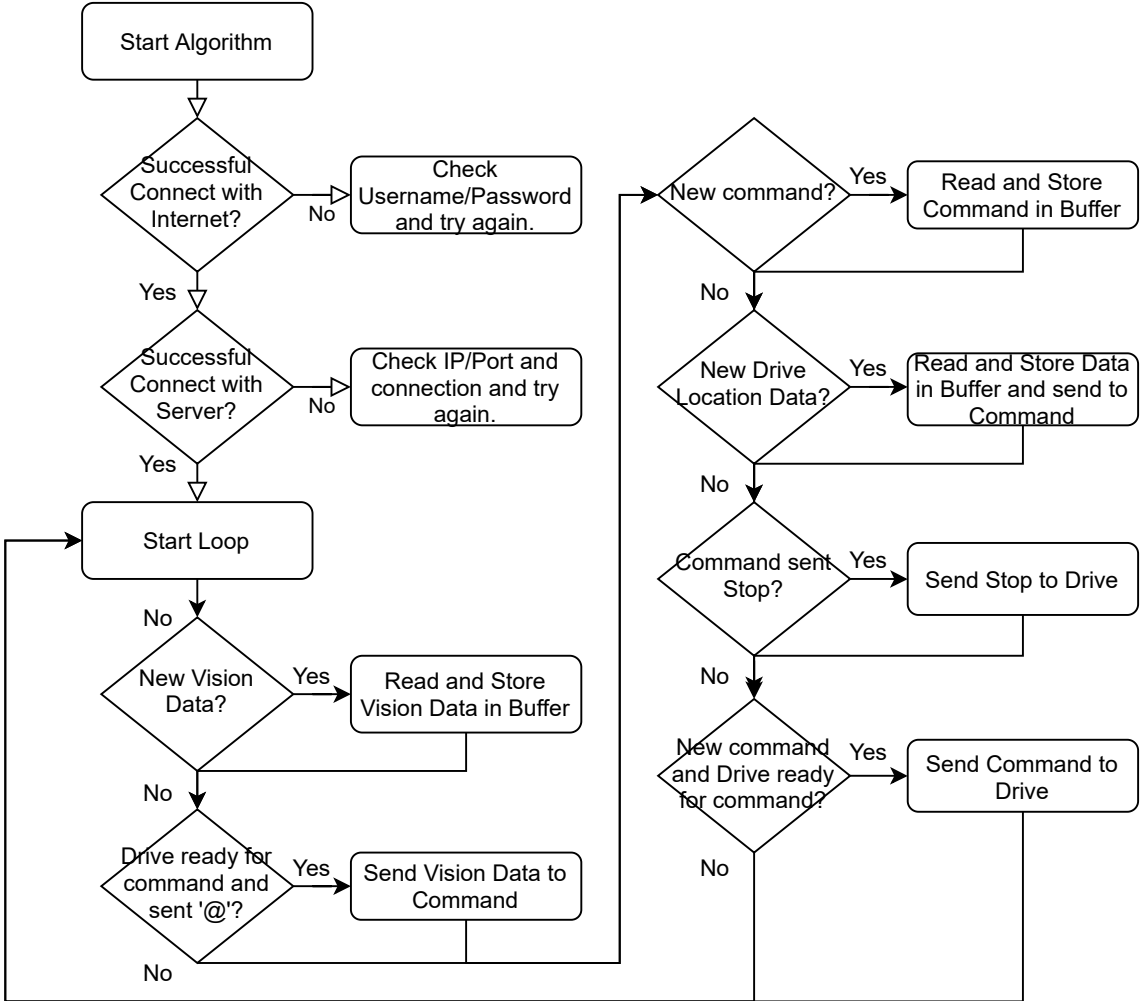 Start Algorithm
Successful
Connect with
Internet?
No
Check
Username/Password
and try again.
Yes
Successful
Connect with
Server?
No
Check IP/Port and
connection and try
again.
Yes
Start Loop
No
New Vision
Data?
Yes
Read and Store
Vision Data in Buffer
No
Drive ready for
command and
sent '@'?
Yes
Send Vision Data to
Command
No
New command?
Yes
Read and Store
Command in Buffer
No
New Drive
Location Data?
Yes
Read and Store Data
in Buffer and send to
Command
No
Command sent
Stop?
Yes
Send Stop to Drive
No
New command
and Drive ready
for command?
Yes
Send Command to
Drive
No